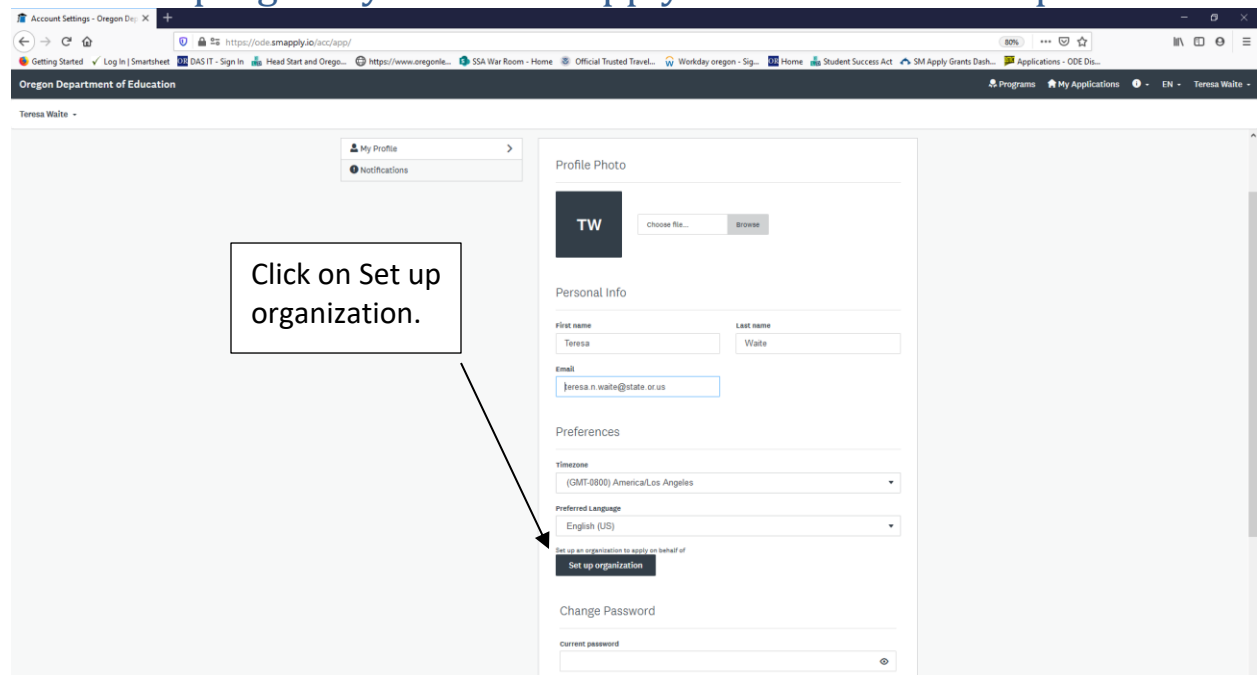 Account Settings - Oregon Dep
https://ode.smapply.io/acc/app/
80%
Getting Started Log In | Smartsheet DAS IT - Sign In Head Start and Orego... https://www.oregonle... SSA War Room - Home Official Trusted Travel... Workday oregon - Sig... Home Student Success Act SM Apply Grants Dash... Applications - ODE Dis...
Oregon Department of Education Programs My Applications EN Teresa Waite
Teresa Waite
My Profile
Notifications
Profile Photo
TW
Choose file... Browse
Click on Set up
organization.
Personal Info
First name Last name
Teresa Waite
Email
teresa.n.waite@state.or.us
Preferences
Timezone
(GMT-0800) America/Los Angeles
Preferred Language
English (US)
Set up an organization to apply on behalf of
Set up organization
Change Password
Current password